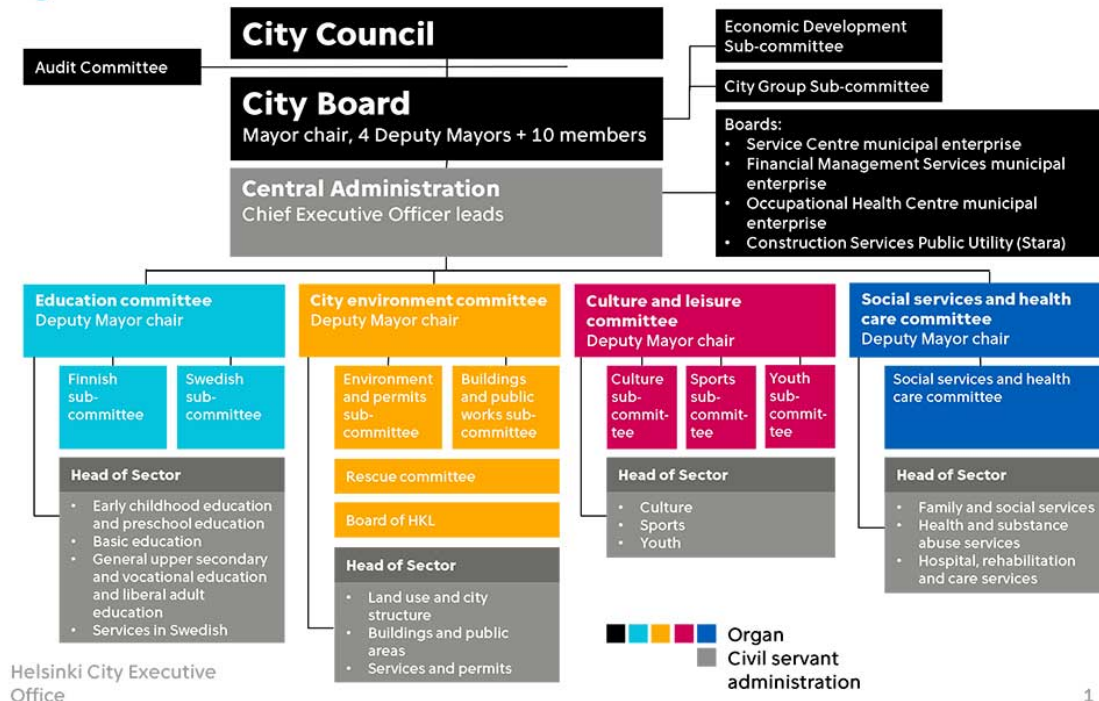 City Council
Audit Committee
City Board
Mayor chair, 4 Deputy Mayors + 10 members
Economic Development
Sub-committee
City Group Sub-committee
Central Administration
Chief Executive Officer leads
Boards:
• Service Centre municipal enterprise
• Financial Management Services municipal
enterprise
• Occupational Health Centre municipal
enterprise
• Construction Services Public Utility (Stara)
Education committee
Deputy Mayor chair
Finnish
sub-
committee
Swedish
sub-
committee
Head of Sector
• Early childhood education
and preschool education
• Basic education
• General upper secondary
and vocational education
and liberal adult
education
• Services in Swedish
City environment committee
Deputy Mayor chair
Environment
and permits
sub-
committee
Buildings
and public
works sub-
committee
Rescue committee
Board of HKL
Head of Sector
• Land use and city
structure
• Buildings and public
areas
• Services and permits
Culture and leisure
committee
Deputy Mayor chair
Culture
sub-
commit-
tee
Sports
sub-
commit-
tee
Youth
sub-
commit-
tee
Head of Sector
• Culture
• Sports
• Youth
Social services and health
care committee
Deputy Mayor chair
Social services and health
care committee
Head of Sector
• Family and social services
• Health and substance
abuse services
• Hospital, rehabilitation
and care services
Organ
Civil servant
administration
Helsinki City Executive
Office
1